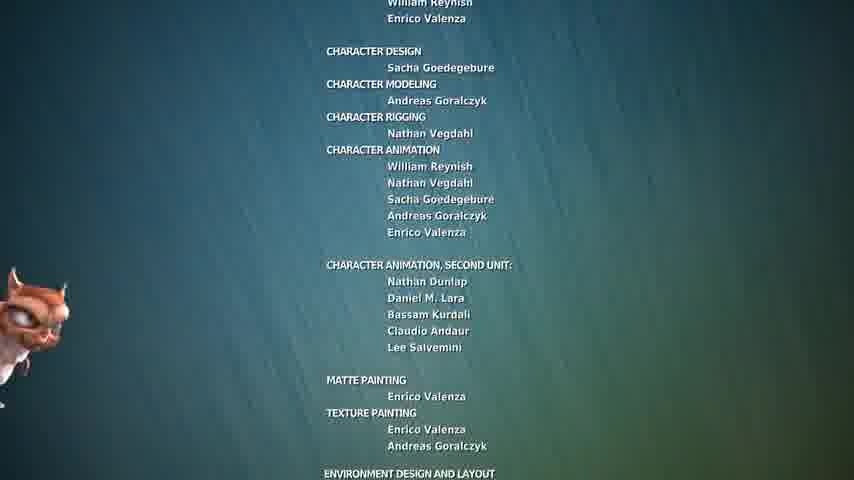 William Reynish
Enrico Valenza
CHARACTER DESIGN
Sacha Goedegebure
CHARACTER MODELING
Andreas Goralczyk
CHARACTER RIGGING
Nathan Vegdahl
CHARACTER ANIMATION
William Reynish
Nathan Vegdahl
Sacha Goedegebure
Andreas Goralczyk
Enrico Valenza
CHARACTER ANIMATION, SECOND UNIT:
Nathan Dunlap
Daniel M. Lara
Bassam Kurdali
Claudio Andaur
Lee Salvemini
MATTE PAINTING
Enrico Valenza
TEXTURE PAINTING
Enrico Valenza
Andreas Goralczyk
ENVIRONMENT DESIGN AND LAYOUT